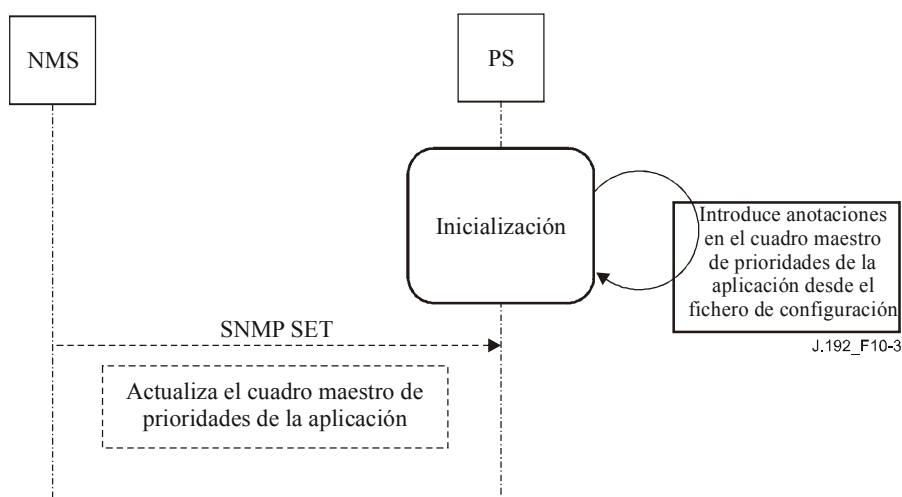 NMS
PS
Inicialización
Introduce anotaciones
en el cuadro maestro
de prioridades de la
aplicación desde el
fichero de configuración
J.192_F10-3
SNMP SET
Actualiza el cuadro maestro de
prioridades de la aplicación